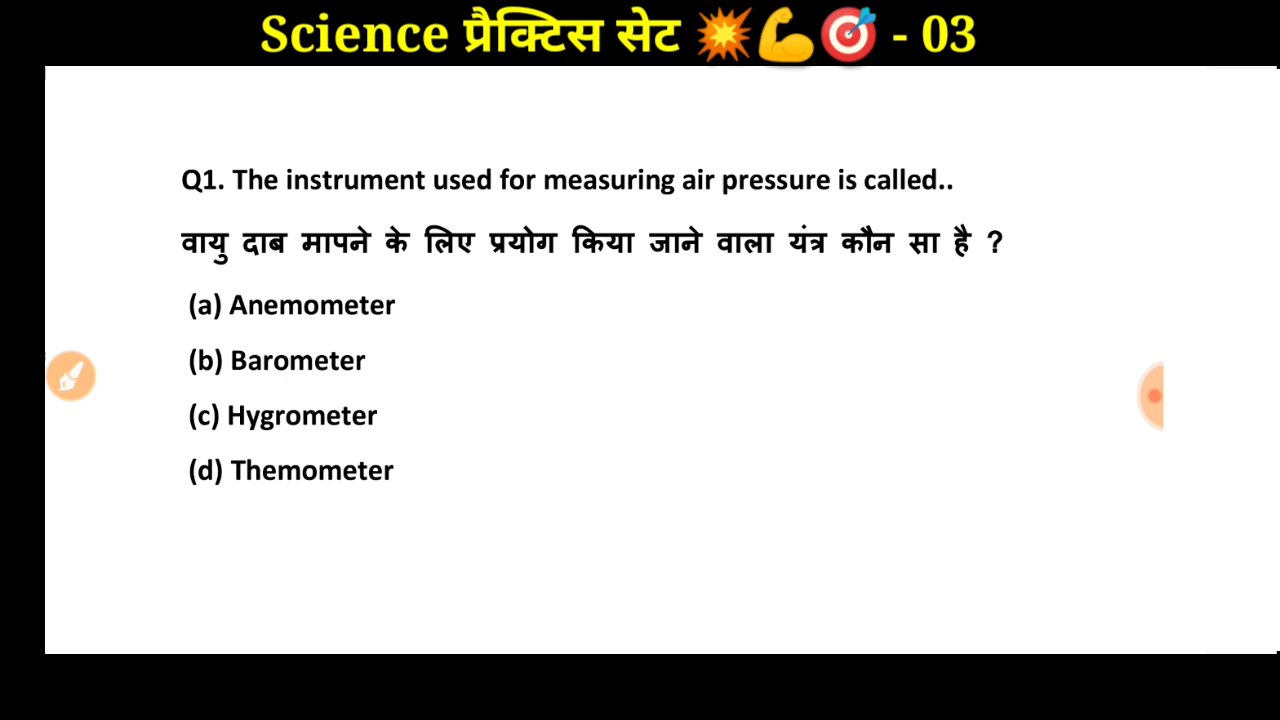 Science प्रैक्टिस सेट 💥💪🎯 - 03
Q1. The instrument used for measuring air pressure is called..
वायु दाब मापने के लिए प्रयोग किया जाने वाला यंत्र कौन सा है ?
(a) Anemometer
(b) Barometer
(c) Hygrometer
(d) Themometer